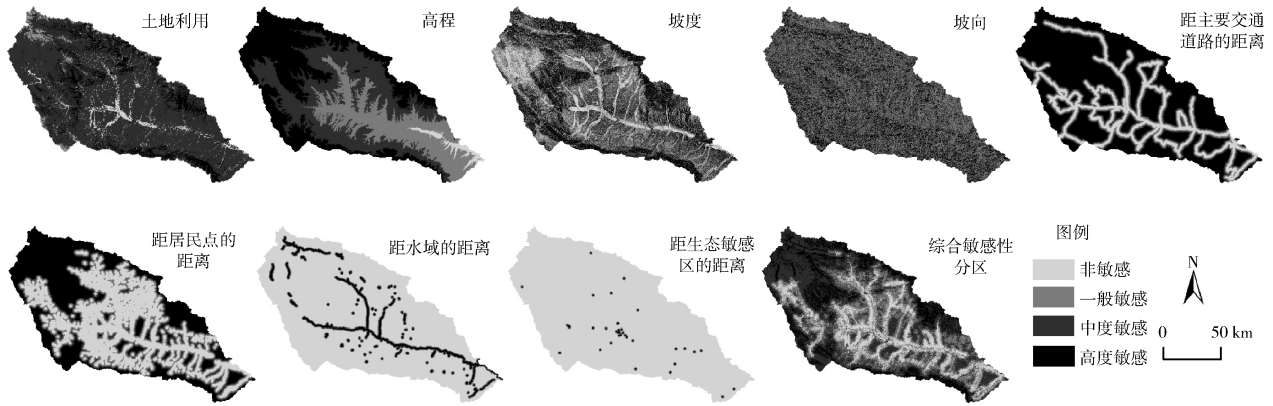 土地利用
高程
坡度
坡向
距主要交通
道路的距离
距居民点的
距离
距水域的距离
距生态敏感
区的距离
综合敏感性
分区
图例
非敏感
一般敏感
中度敏感
高度敏感
N
0 50 km